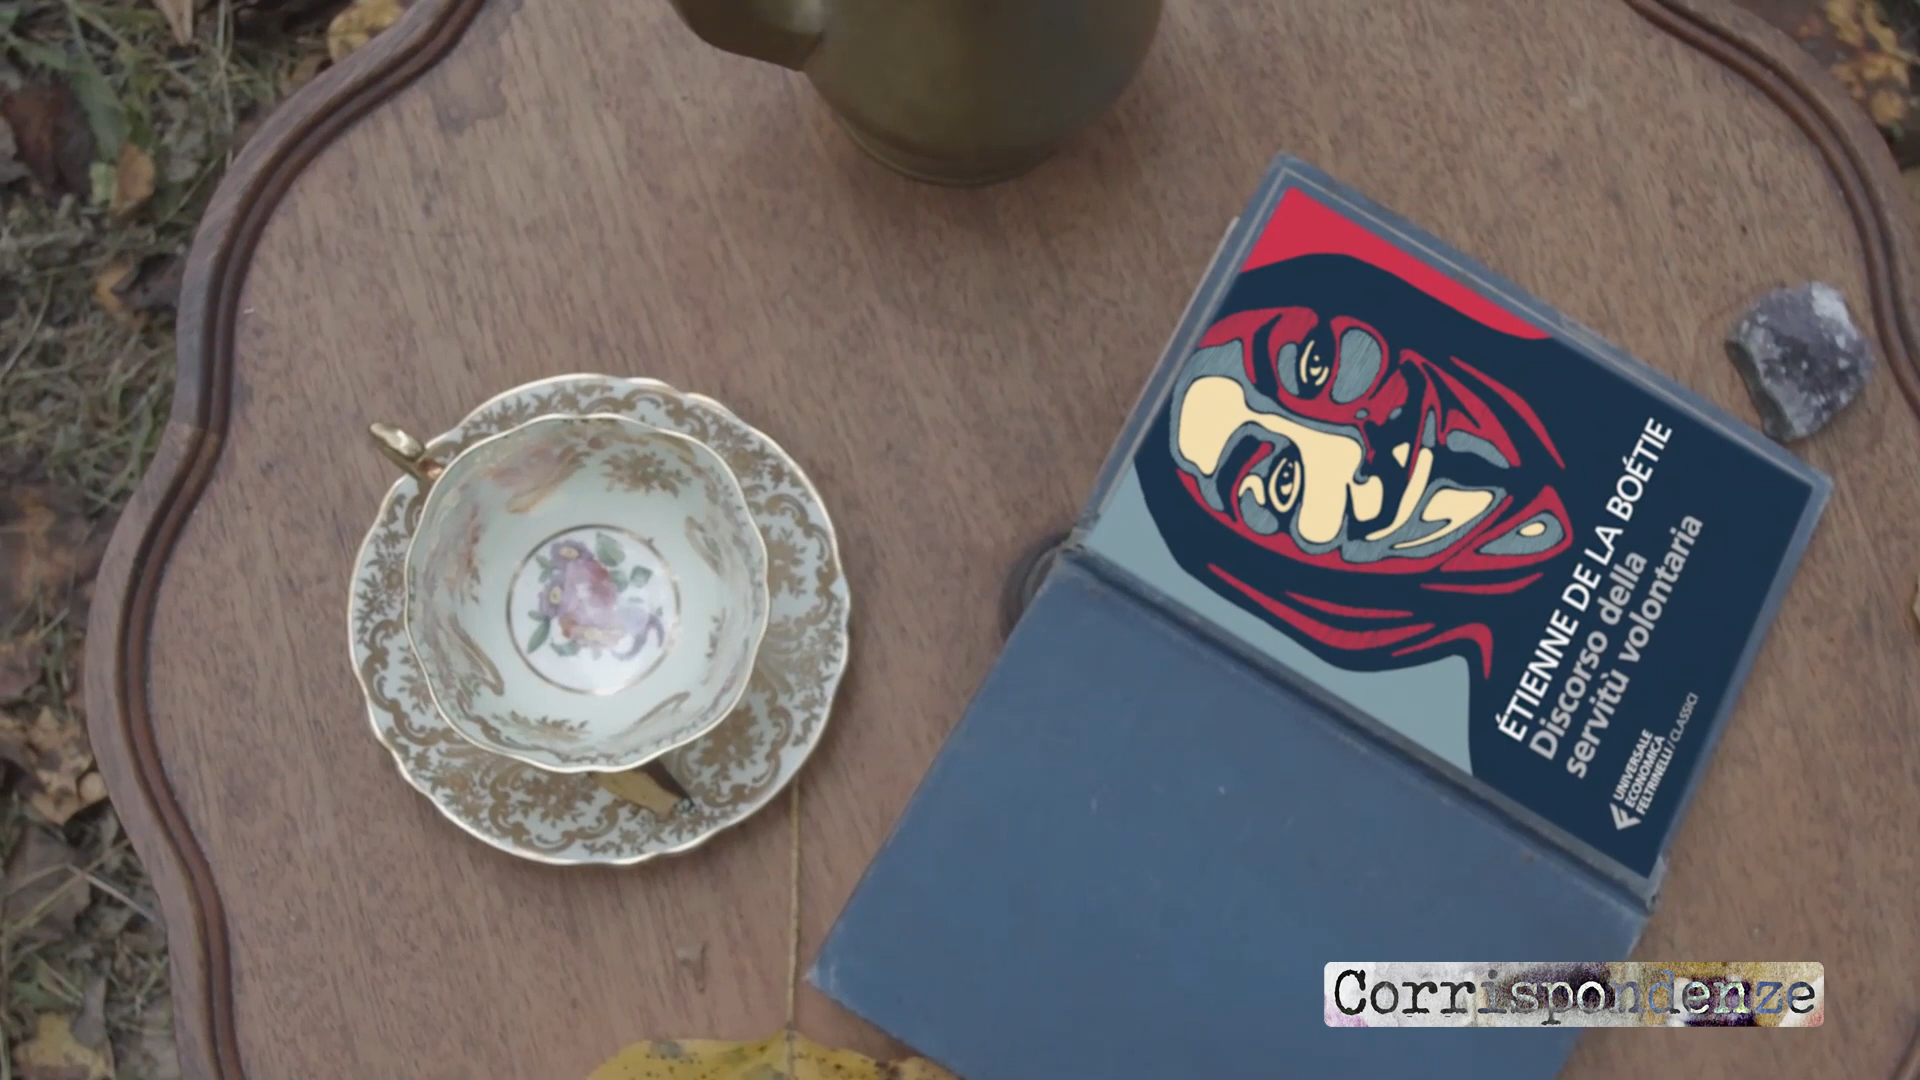 ÉTIENNE DE LA BOÉTIE
Discorso della
servitù volontaria
UNIVERSALE
ECONOMICA
FELTRINELLI/CLASSICI
Corrispondenze